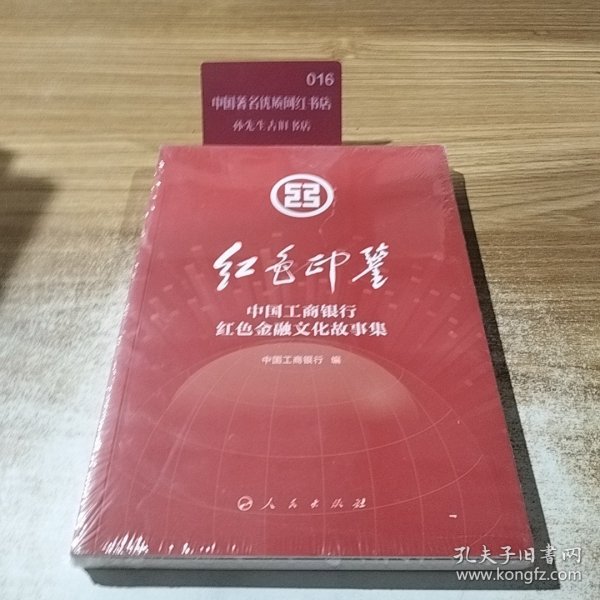 016
中国著名优质网红书店
孙先生古旧书店
红色印鉴
中国工商银行
红色金融文化故事集
中国工商银行 编
人民出版社
孔夫子旧书网
www.kongfz.com